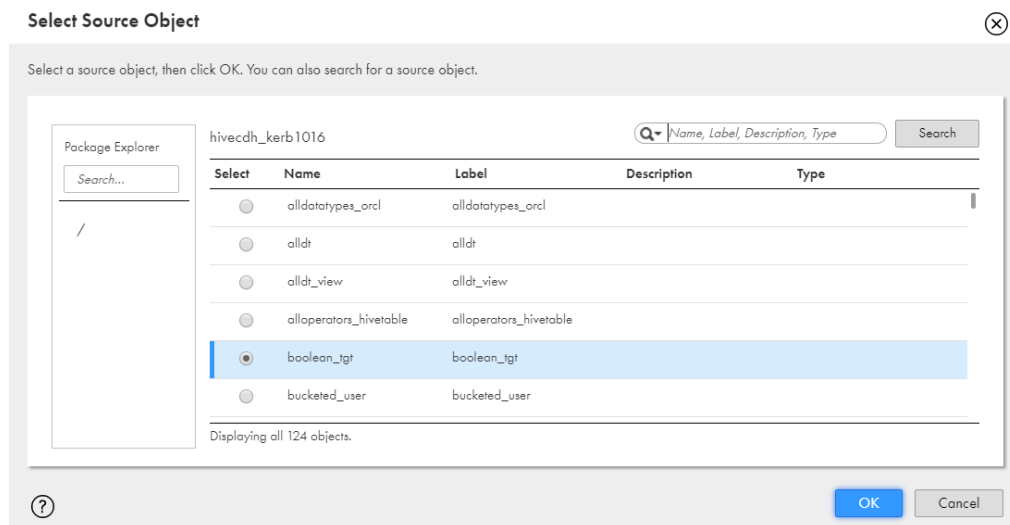 Select Source Object
Select a source object, then click OK. You can also search for a source object.
Package Explorer
Search...
/
hivecdh_kerb1016
Name, Label, Description, Type
Search
Select Name Label Description Type
alldatatypes_orcl alldatatypes_orcl
alldt alldt
alldt_view alldt_view
alloperators_hivetable alloperators_hivetable
boolean_tgt boolean_tgt
bucketed_user bucketed_user
Displaying all 124 objects.
?
OK Cancel